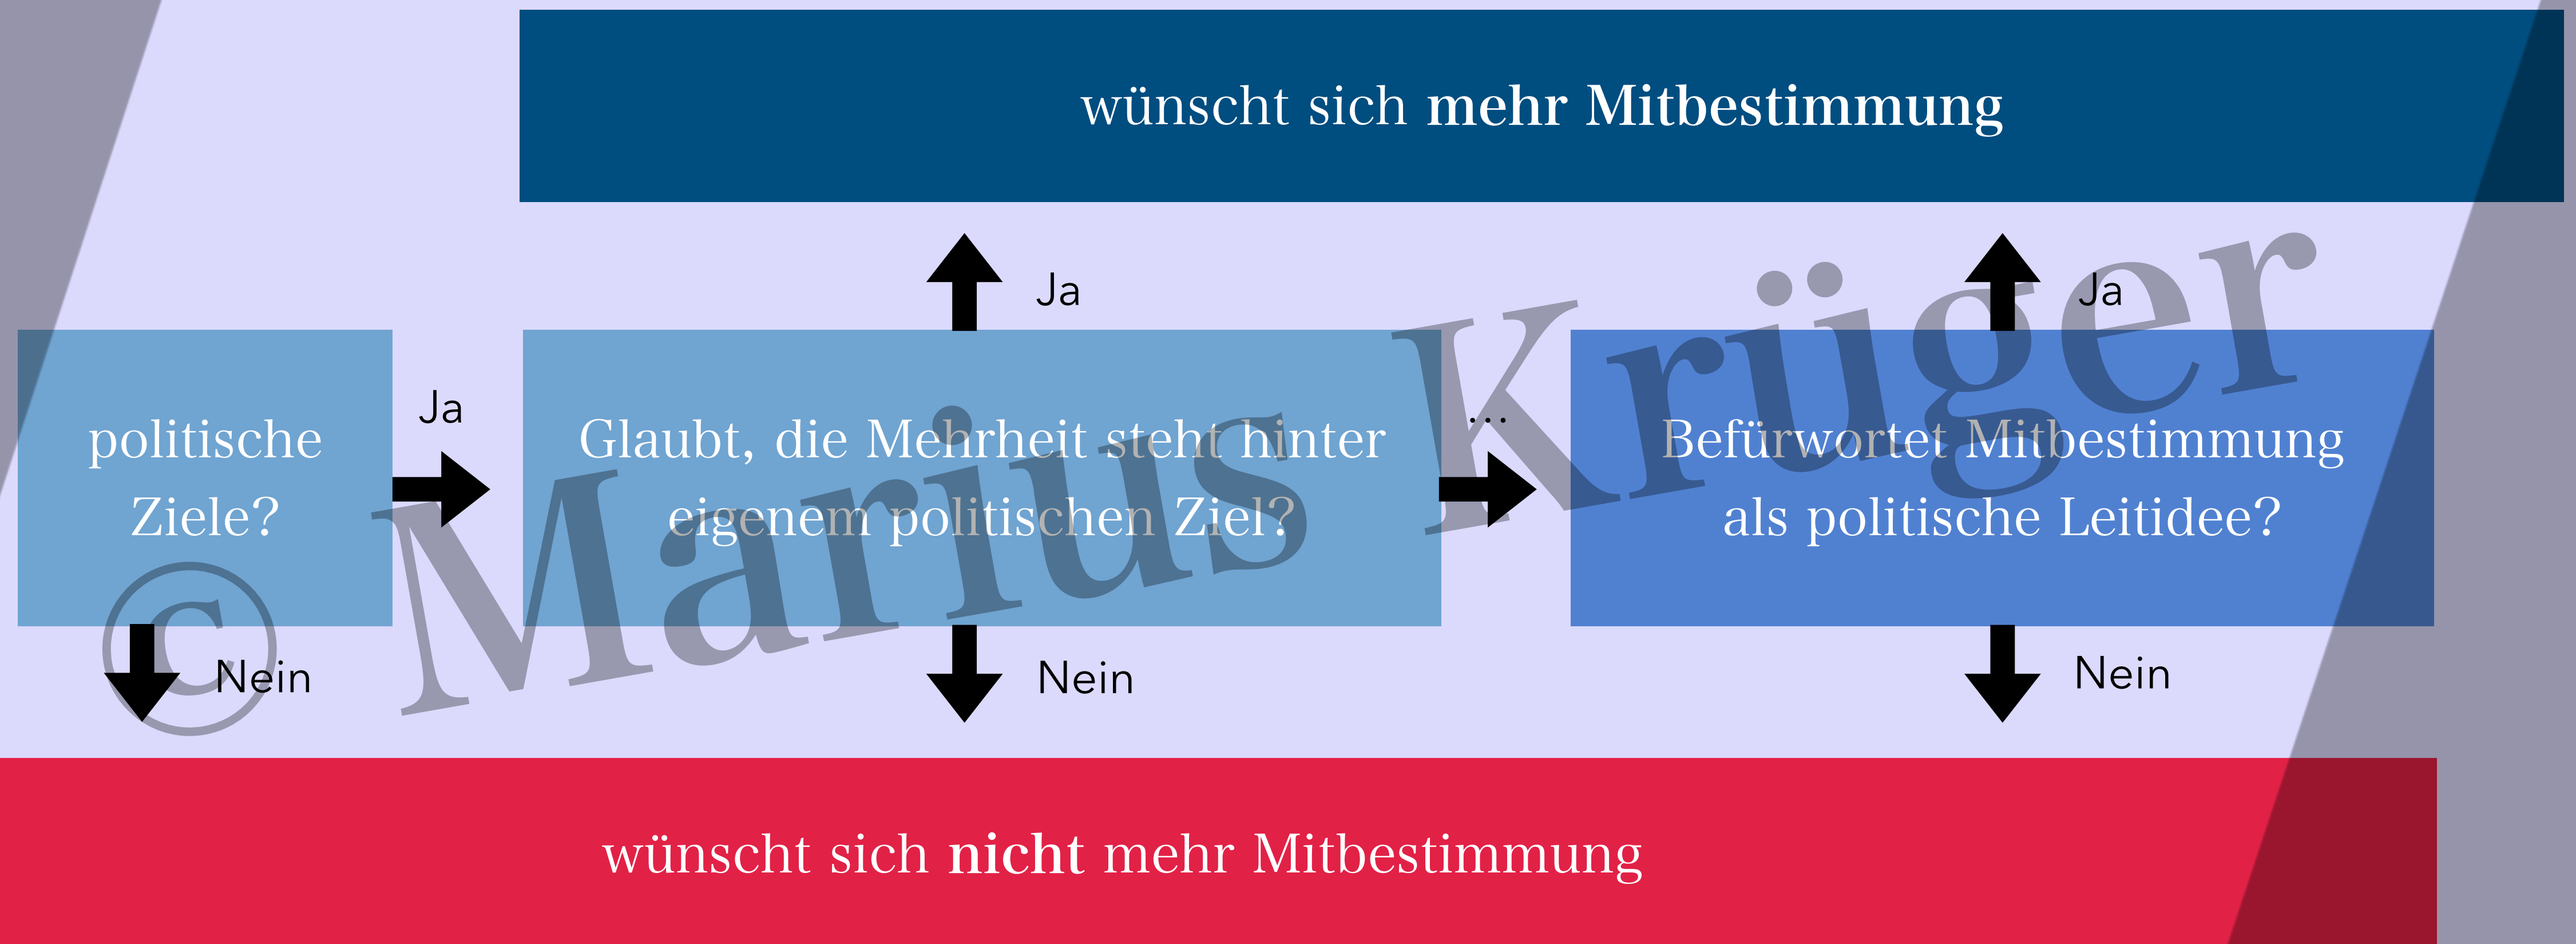 wünscht sich mehr Mitbestimmung
Ja
Ja
politische
Ziele?
Ja
Glaubt, die Mehrheit steht hinter
eigenem politischen Ziel?
...
Befürwortet Mitbestimmung
als politische Leitidee?
Nein
Nein
Nein
wünscht sich nicht mehr Mitbestimmung
© Marius Krüger